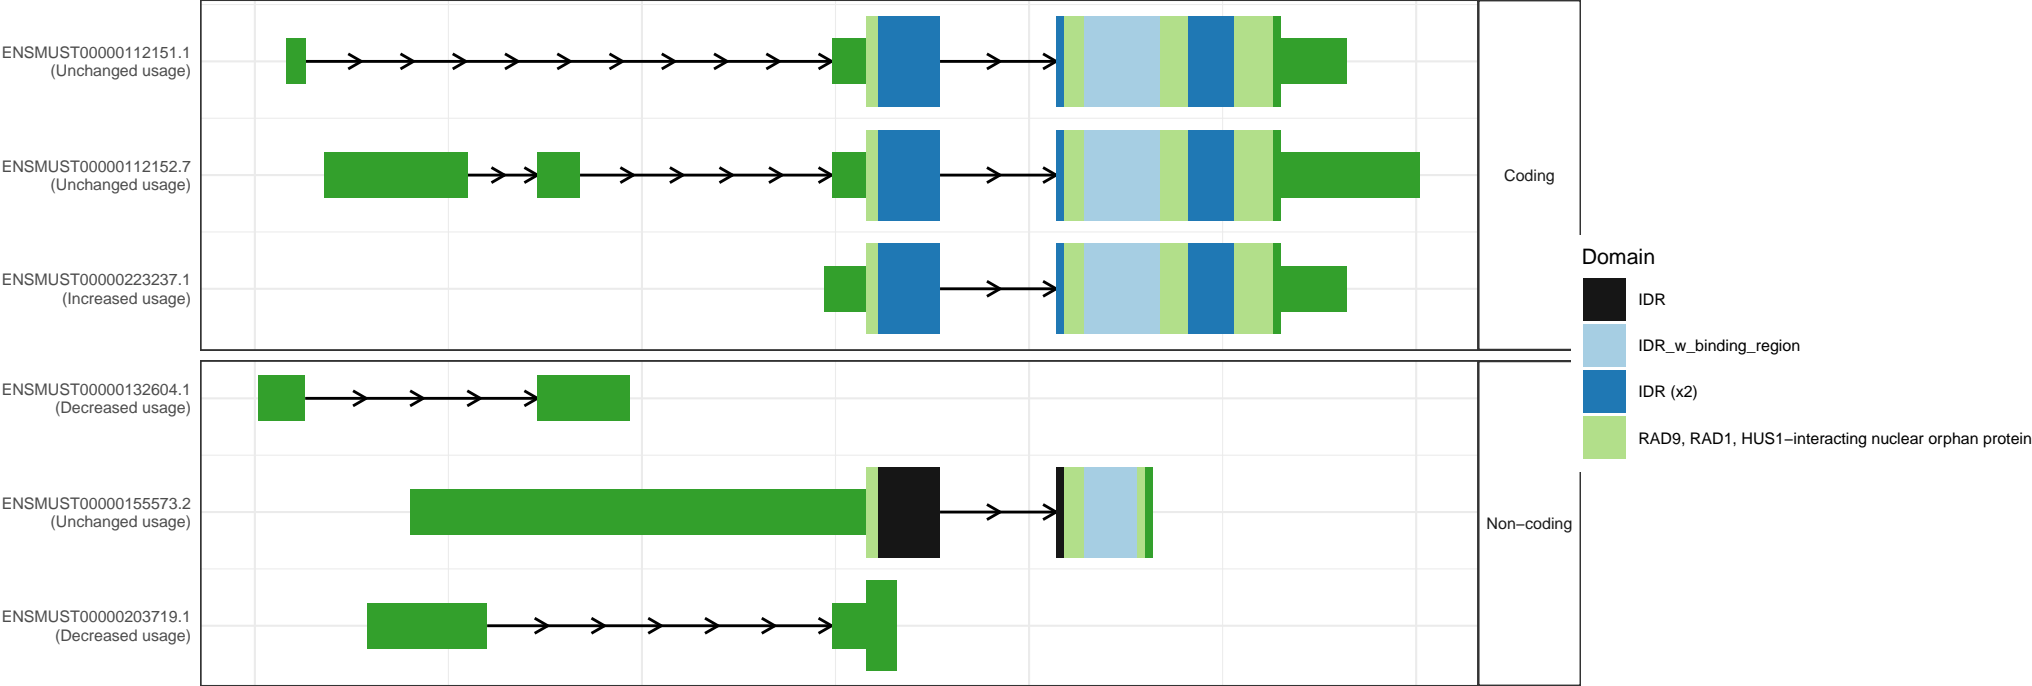 ENSMUST00000112151.1
(Unchanged usage)
ENSMUST00000112152.7
(Unchanged usage)
ENSMUST00000223237.1
(Increased usage)
Coding
ENSMUST00000132604.1
(Decreased usage)
ENSMUST00000155573.2
(Unchanged usage)
ENSMUST00000203719.1
(Decreased usage)
Non−coding
Domain
IDR
IDR_w_binding_region
IDR (x2)
RAD9, RAD1, HUS1−interacting nuclear orphan protein